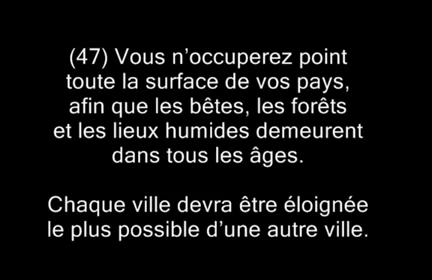 (47) Vous n'occuperez point
toute la surface de vos pays,
afin que les bêtes, les forêts
et les lieux humides demeurent
dans tous les âges.
Chaque ville devra être éloignée
le plus possible d'une autre ville.